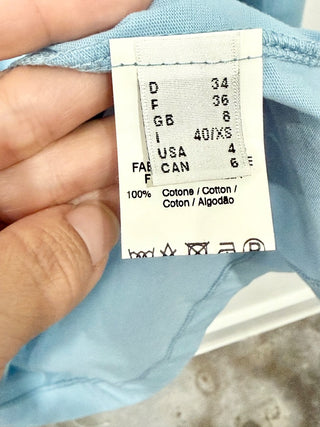 D 34
F 36
GB 8
I 40/XS
USA 4
CAN 6
100% Cotone / Cotton /
Coton / Algodão